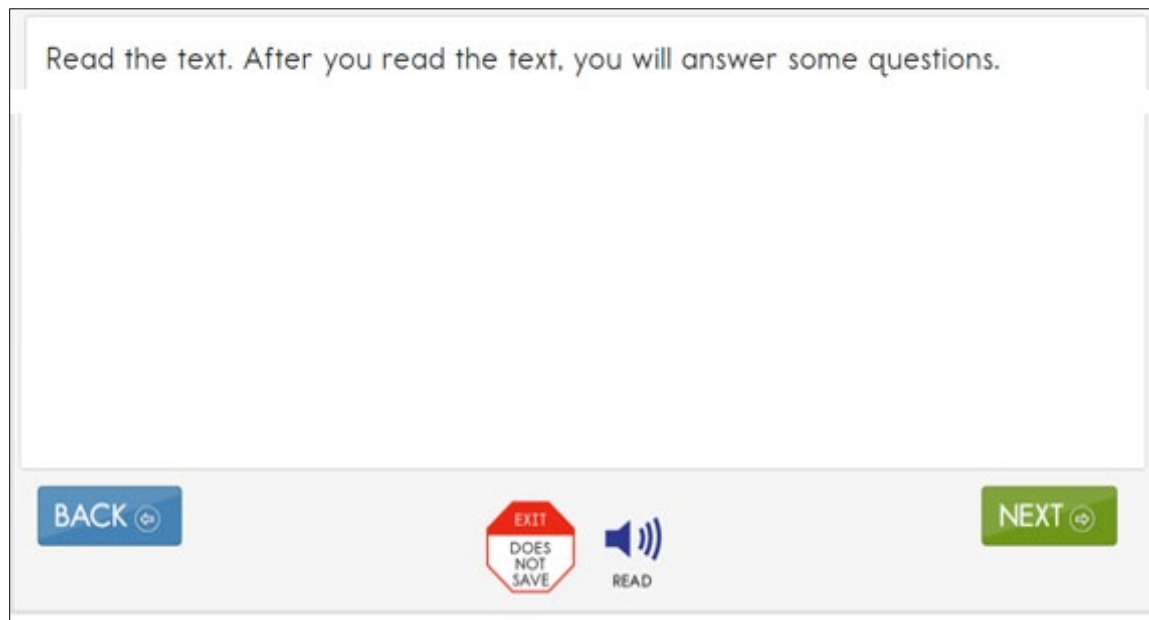 Read the text. After you read the text, you will answer some questions.
BACK
EXIT
DOES
NOT
SAVE
READ
NEXT